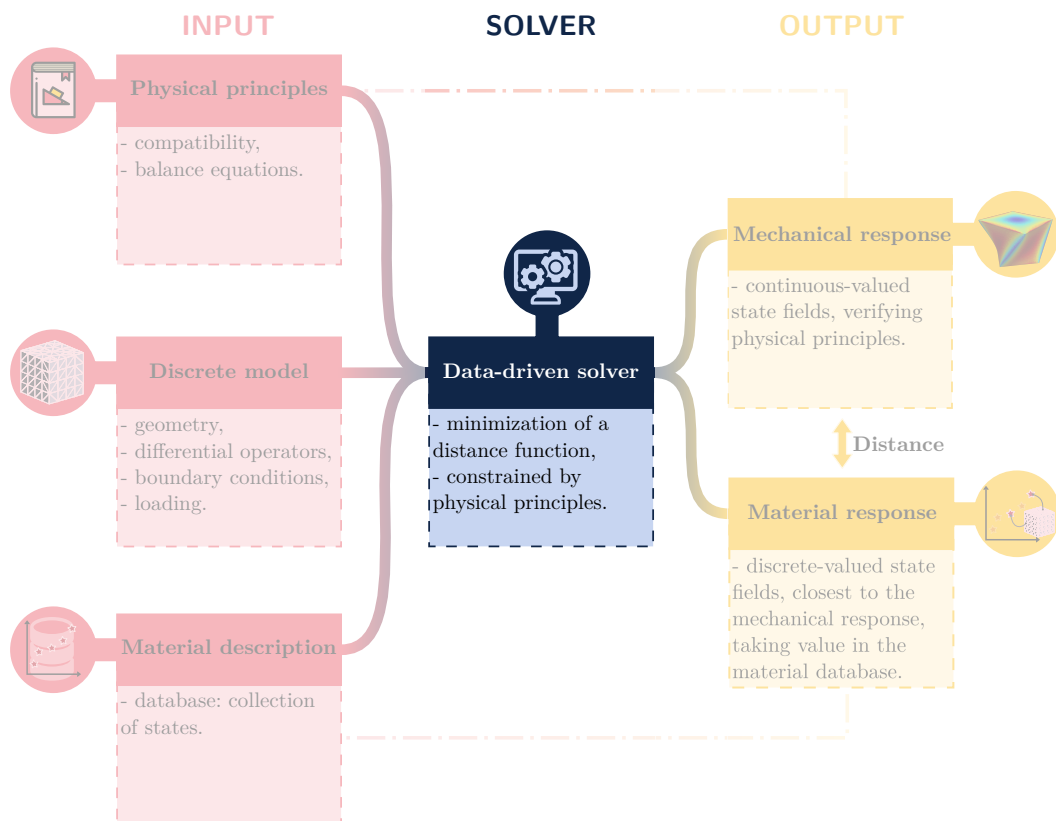 INPUT
SOLVER
OUTPUT
Physical principles
- compatibility,
- balance equations.
Discrete model
- geometry,
- differential operators,
- boundary conditions,
- loading.
Material description
- database: collection
of states.
Data-driven solver
- minimization of a
distance function,
- constrained by
physical principles.
Mechanical response
- continuous-valued
state fields, verifying
physical principles.
Distance
Material response
- discrete-valued state
fields, closest to the
mechanical response,
taking value in the
material database.